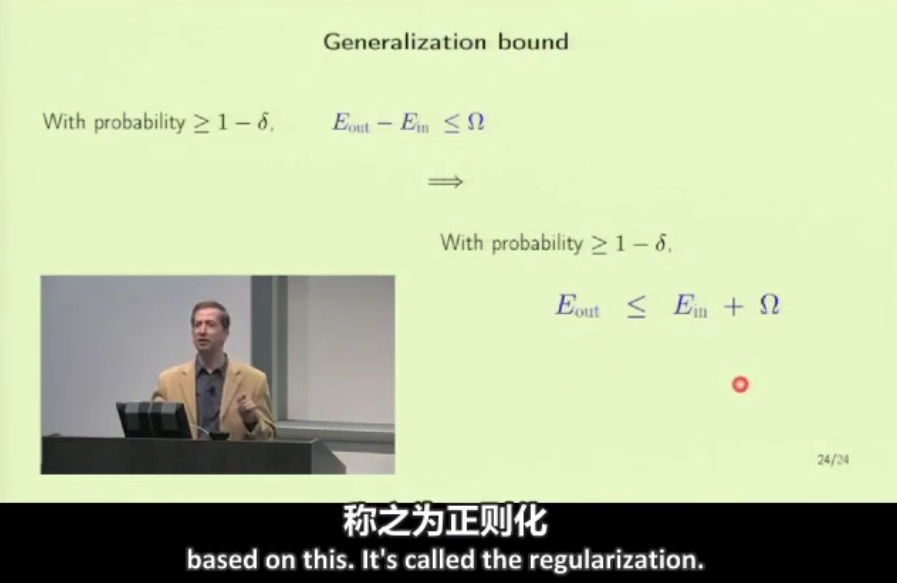 Generalization bound
With probability ≥ 1 − δ, E_out − E_in ≤ Ω
⟹
With probability ≥ 1 − δ,
E_out ≤ E_in + Ω
24/24
称之为正则化
based on this. It's called the regularization.